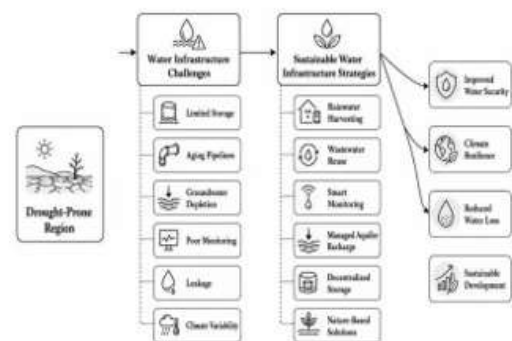 Drought-Prone
Region
Water Infrastructure
Challenges
Limited Storage
Aging Pipelines
Groundwater
Depletion
Poor Monitoring
Leakage
Climate Variability
Sustainable Water
Infrastructure Strategies
Rainwater
Harvesting
Wastewater
Reuse
Smart
Monitoring
Managed Aquifer
Recharge
Decentralized
Storage
Nature-Based
Solutions
Improved
Water Security
Climate
Resilience
Reduced
Water Loss
Sustainable
Development